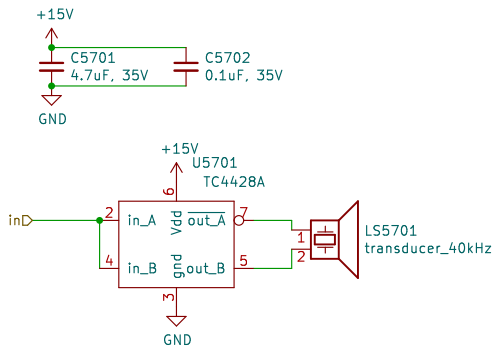 +15V
C5701
4.7uF, 35V
C5702
0.1uF, 35V
GND
+15V
U5701
TC4428A
6
Vdd
in
2
in_A
out_A
7
4
in_B
gnd
out_B
5
3
GND
1
2
LS5701
transducer_40kHz